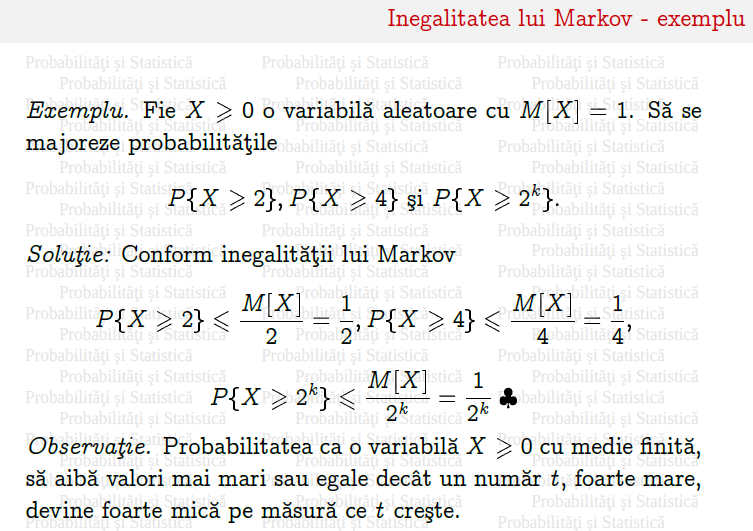 Inegalitatea lui Markov - exemplu
Exemplu. Fie X ⩾ 0 o variabilă aleatoare cu M[X] = 1. Să se
majoreze probabilităţile
P{X ⩾ 2}, P{X ⩾ 4} şi P{X ⩾ 2^k}.
Soluţie: Conform inegalităţii lui Markov
P{X ⩾ 2} ⩽ M[X]/2 = 1/2, P{X ⩾ 4} ⩽ M[X]/4 = 1/4,
P{X ⩾ 2^k} ⩽ M[X]/2^k = 1/2^k ♣
Observaţie. Probabilitatea ca o variabilă X ⩾ 0 cu medie finită,
să aibă valori mai mari sau egale decât un număr t, foarte mare,
devine foarte mică pe măsură ce t creşte.
Probabilităţi şi Statistică